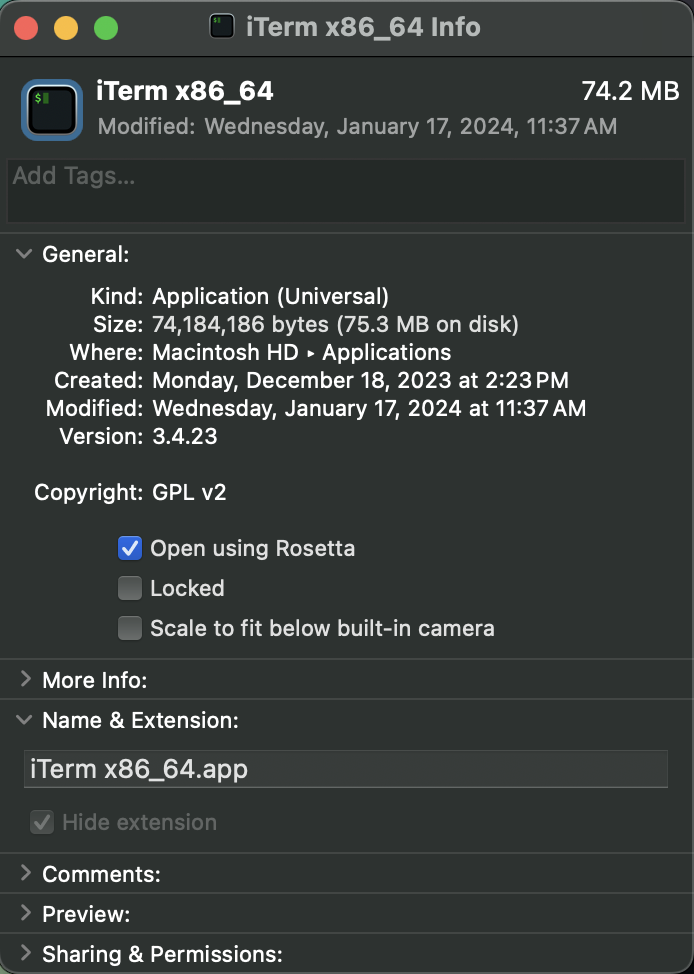 iTerm x86_64 Info
iTerm x86_64 74.2 MB
Modified: Wednesday, January 17, 2024, 11:37 AM
Add Tags...
General:
Kind: Application (Universal)
Size: 74,184,186 bytes (75.3 MB on disk)
Where: Macintosh HD ▸ Applications
Created: Monday, December 18, 2023 at 2:23 PM
Modified: Wednesday, January 17, 2024 at 11:37 AM
Version: 3.4.23
Copyright: GPL v2
Open using Rosetta
Locked
Scale to fit below built-in camera
More Info:
Name & Extension:
iTerm x86_64.app
Hide extension
Comments:
Preview:
Sharing & Permissions: